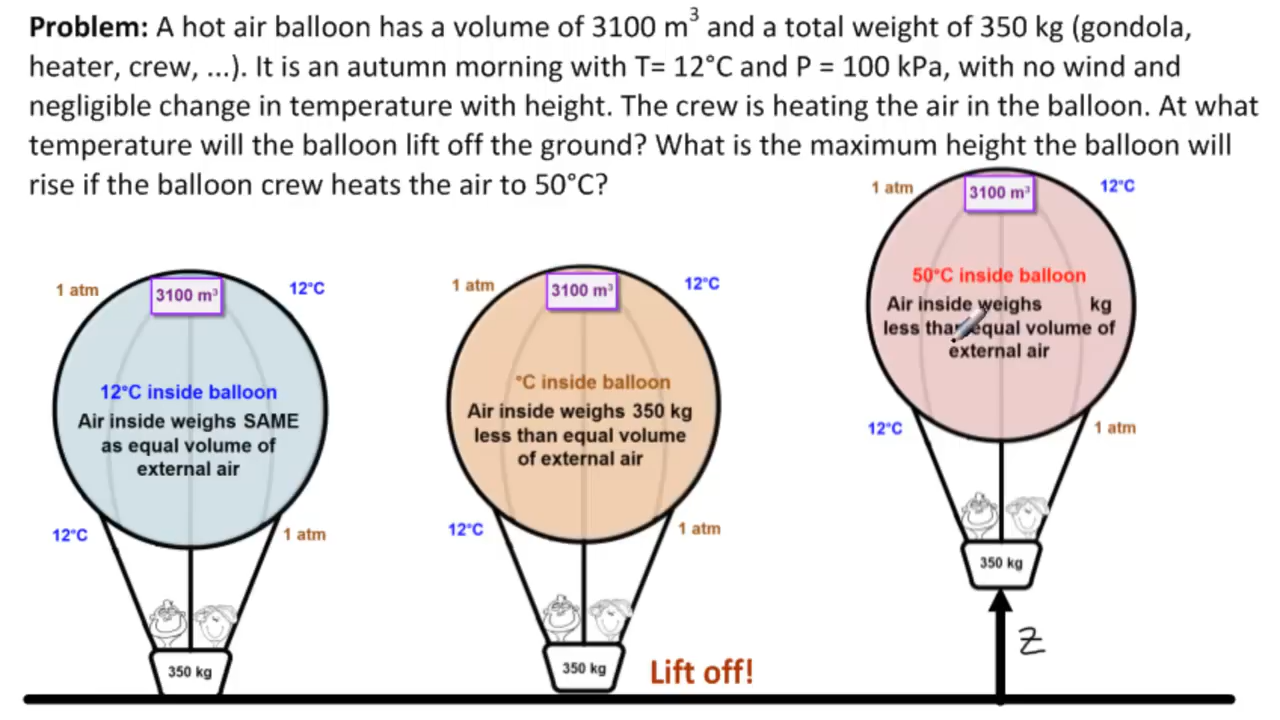 Problem: A hot air balloon has a volume of 3100 m³ and a total weight of 350 kg (gondola,
heater, crew, ...). It is an autumn morning with T= 12°C and P = 100 kPa, with no wind and
negligible change in temperature with height. The crew is heating the air in the balloon. At what
temperature will the balloon lift off the ground? What is the maximum height the balloon will
rise if the balloon crew heats the air to 50°C?
1 atm
3100 m³
12°C
12°C inside balloon
Air inside weighs SAME
as equal volume of
external air
12°C
1 atm
350 kg
1 atm
3100 m³
12°C
°C inside balloon
Air inside weighs 350 kg
less than equal volume
of external air
12°C
1 atm
350 kg
Lift off!
1 atm
3100 m³
12°C
50°C inside balloon
Air inside weighs kg
less than equal volume of
external air
12°C
1 atm
350 kg
Z